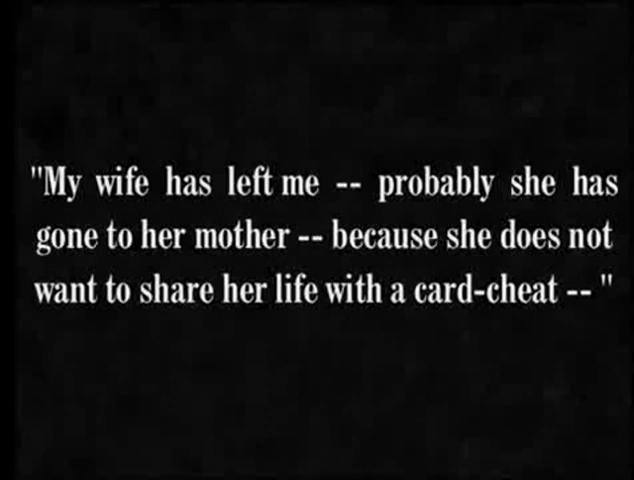 "My wife has left me -- probably she has
gone to her mother -- because she does not
want to share her life with a card-cheat -- "